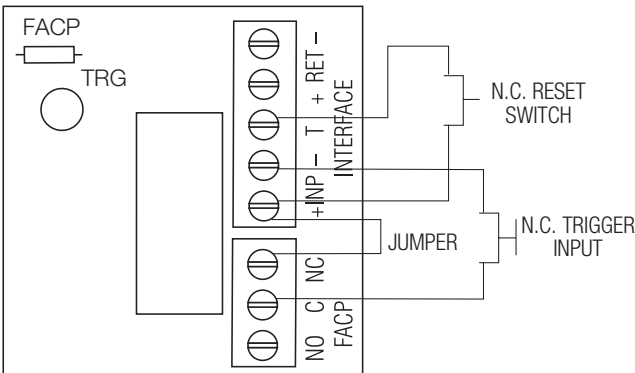 FACP
TRG
+ INP − T + RET −
INTERFACE
NO C NC
FACP
N.C. RESET
SWITCH
N.C. TRIGGER
INPUT
JUMPER